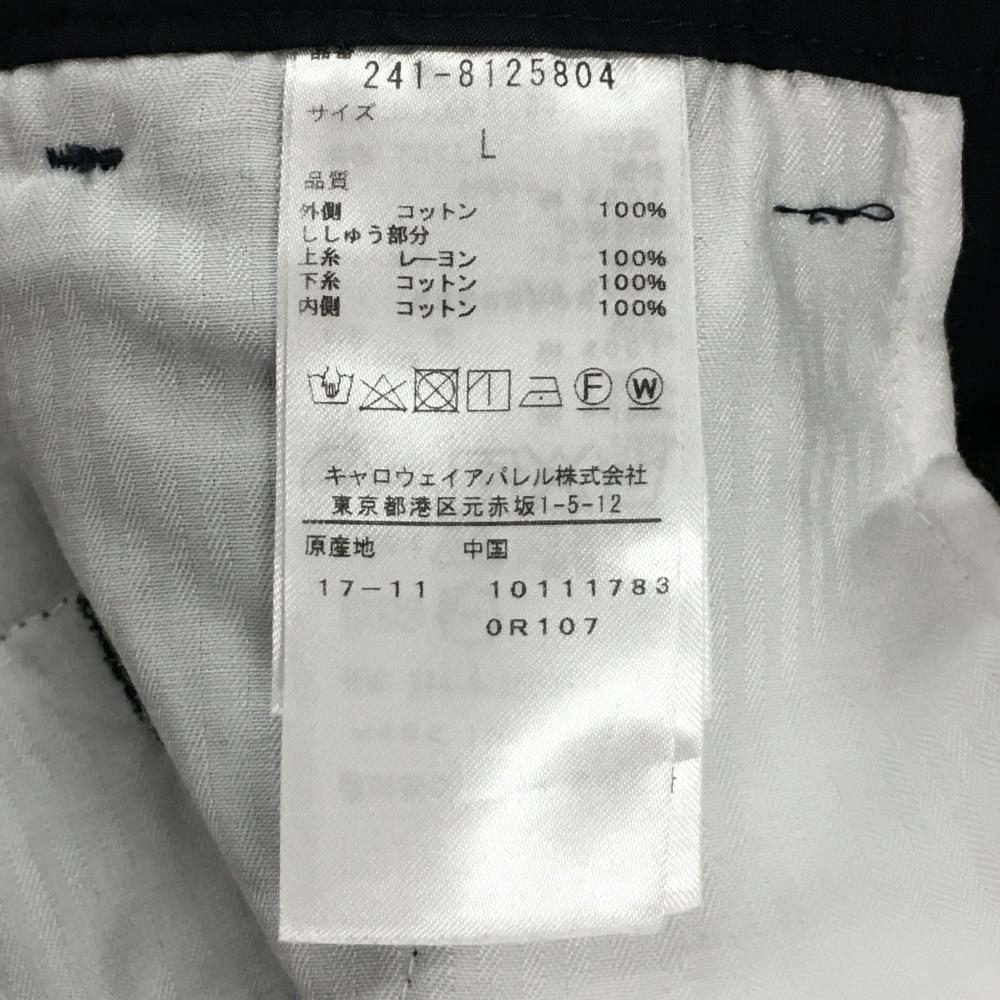 品番
241-8125804
サイズ
L
品質
外側 コットン 100%
ししゅう部分
上糸 レーヨン 100%
下糸 コットン 100%
内側 コットン 100%
F W
キャロウェイアパレル株式会社
東京都港区元赤坂1-5-12
原産地 中国
17-11 10111783
0R107